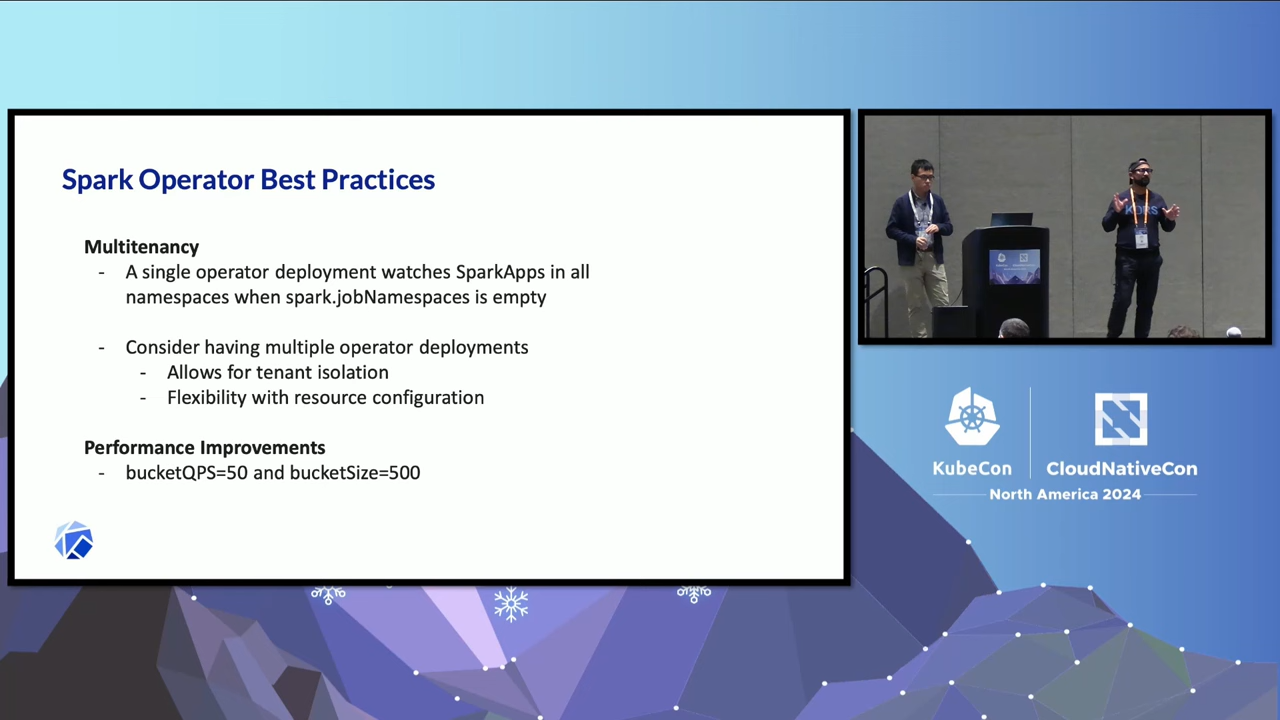 Spark Operator Best Practices
Multitenancy
- A single operator deployment watches SparkApps in all
namespaces when spark.jobNamespaces is empty
- Consider having multiple operator deployments
- Allows for tenant isolation
- Flexibility with resource configuration
Performance Improvements
- bucketQPS=50 and bucketSize=500
KubeCon
CloudNativeCon
North America 2024